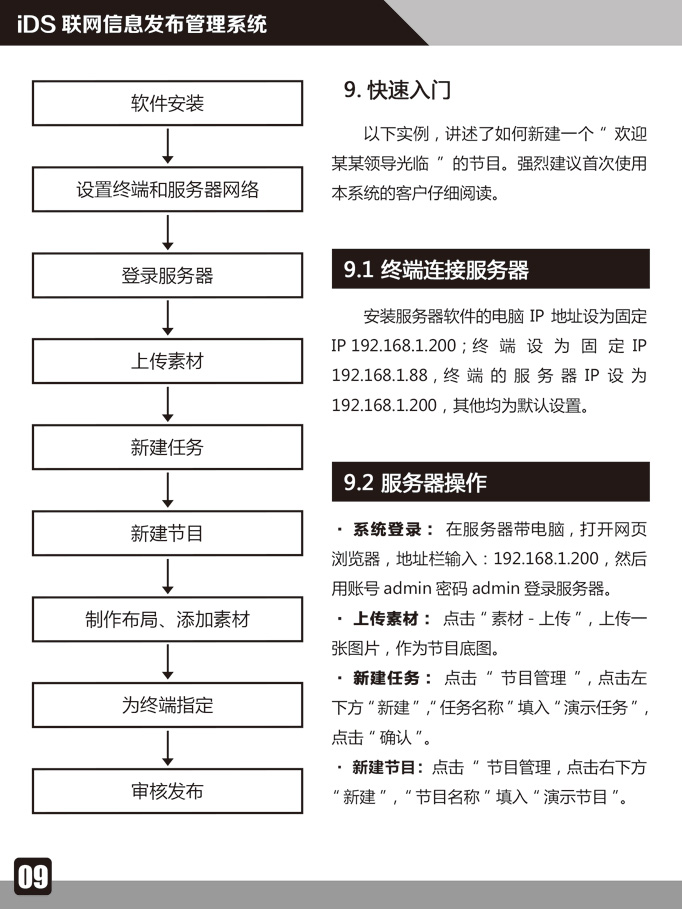 iDS 联网信息发布管理系统
软件安装
设置终端和服务器网络
登录服务器
上传素材
新建任务
新建节目
制作布局、添加素材
为终端指定
审核发布
9. 快速入门
以下实例，讲述了如何新建一个“ 欢迎
某某领导光临 ”的节目。强烈建议首次使用
本系统的客户仔细阅读。
9.1 终端连接服务器
安装服务器软件的电脑 IP 地址设为固定
IP 192.168.1.200 ; 终 端 设 为 固 定 IP
192.168.1.88 , 终 端 的 服 务 器 IP 设 为
192.168.1.200，其他均为默认设置。
9.2 服务器操作
· 系统登录： 在服务器带电脑，打开网页
浏览器，地址栏输入：192.168.1.200，然后
用账号 admin 密码 admin 登录服务器。
· 上传素材： 点击“ 素材 - 上传 ”，上传一
张图片，作为节目底图。
· 新建任务： 点击 “ 节目管理 ”，点击左
下方“ 新建 ”，“ 任务名称 ” 填入 “ 演示任务 ”，
点击 “ 确认 ”。
· 新建节目：点击 “ 节目管理，点击右下方
“ 新建 ”，“ 节目名称 ” 填入 “ 演示节目 ”。
09